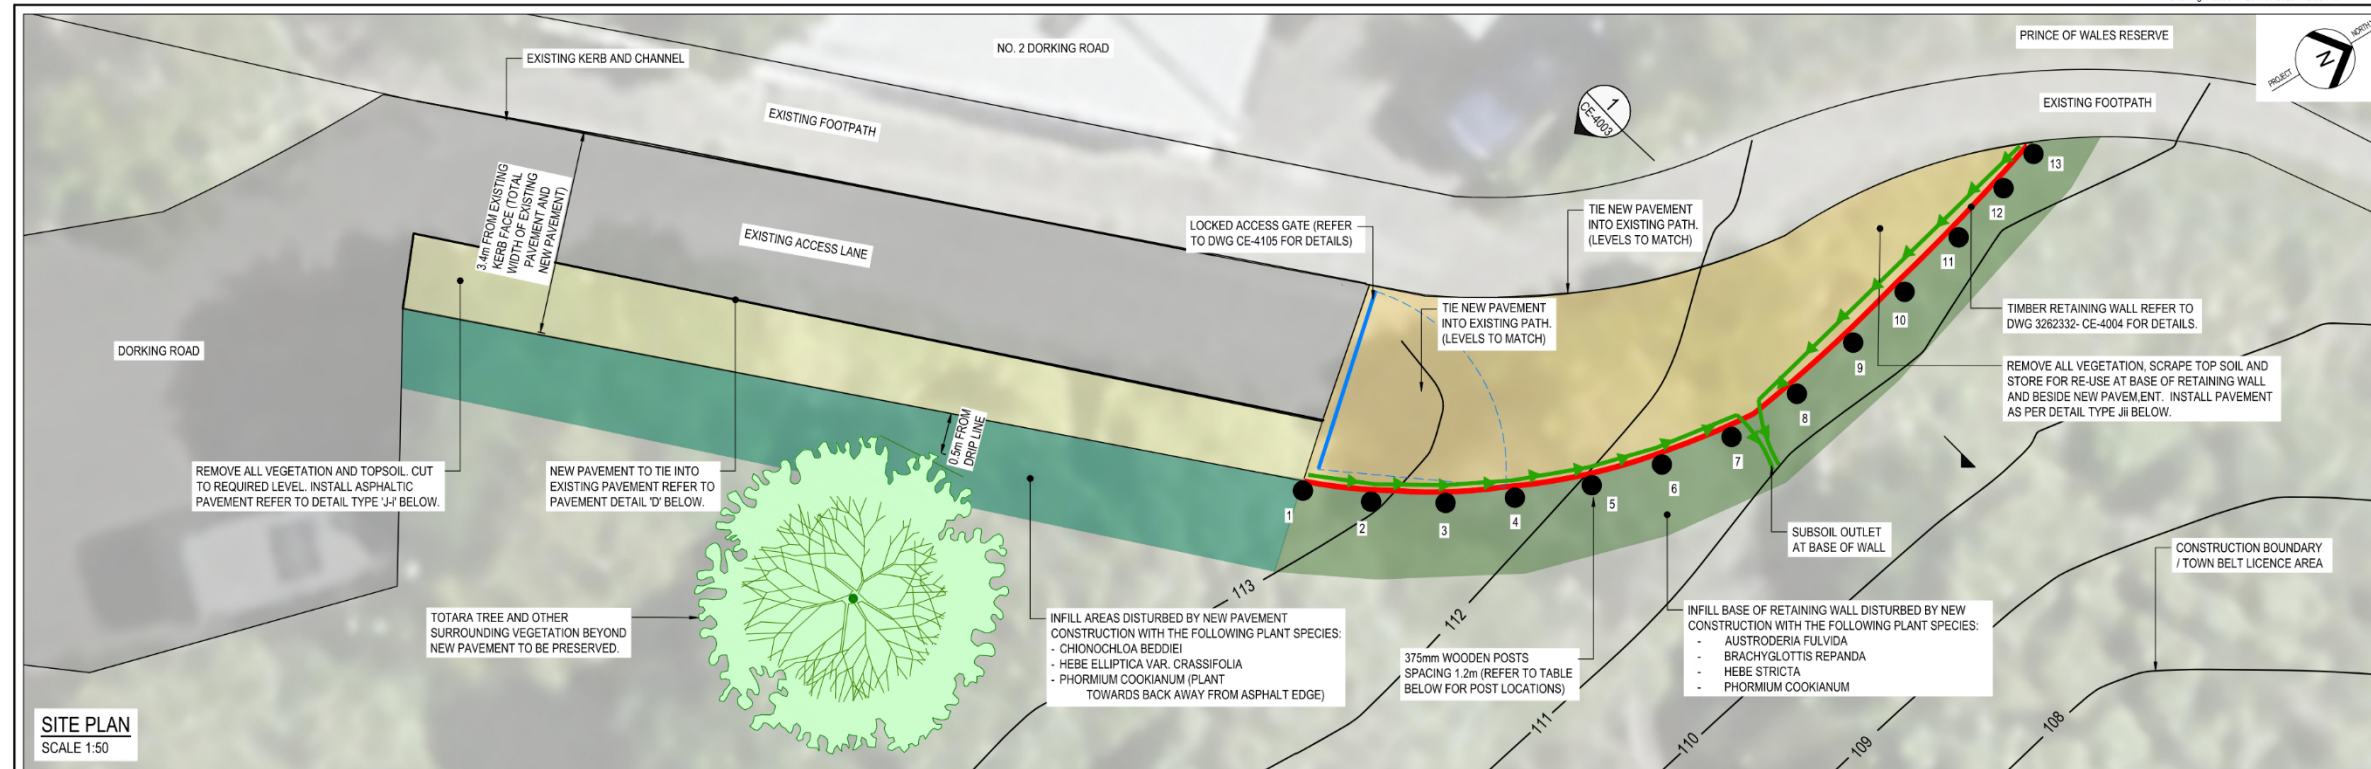 NO. 2 DORKING ROAD
PRINCE OF WALES RESERVE
NORTH
PROJECT
N
EXISTING KERB AND CHANNEL
EXISTING FOOTPATH
1
CE-4003
EXISTING FOOTPATH
3.4m FROM EXISTING
KERB FACE (TOTAL
WIDTH OF EXISTING
PAVEMENT AND
NEW PAVEMENT)
EXISTING ACCESS LANE
LOCKED ACCESS GATE (REFER
TO DWG CE-4105 FOR DETAILS)
TIE NEW PAVEMENT
INTO EXISTING PATH.
(LEVELS TO MATCH)
TIE NEW PAVEMENT
INTO EXISTING PATH.
(LEVELS TO MATCH)
13
12
11
10
9
8
7
6
5
4
3
2
1
TIMBER RETAINING WALL REFER TO
DWG 3262332- CE-4004 FOR DETAILS.
REMOVE ALL VEGETATION, SCRAPE TOP SOIL AND
STORE FOR RE-USE AT BASE OF RETAINING WALL
AND BESIDE NEW PAVEM,ENT. INSTALL PAVEMENT
AS PER DETAIL TYPE Jii BELOW.
DORKING ROAD
0.5m FROM
DRIP LINE
REMOVE ALL VEGETATION AND TOPSOIL. CUT
TO REQUIRED LEVEL. INSTALL ASPHALTIC
PAVEMENT REFER TO DETAIL TYPE 'J-i' BELOW.
NEW PAVEMENT TO TIE INTO
EXISTING PAVEMENT REFER TO
PAVEMENT DETAIL 'D' BELOW.
SUBSOIL OUTLET
AT BASE OF WALL
CONSTRUCTION BOUNDARY
/ TOWN BELT LICENCE AREA
TOTARA TREE AND OTHER
SURROUNDING VEGETATION BEYOND
NEW PAVEMENT TO BE PRESERVED.
INFILL AREAS DISTURBED BY NEW PAVEMENT
CONSTRUCTION WITH THE FOLLOWING PLANT SPECIES:
- CHIONOCHLOA BEDDIEI
- HEBE ELLIPTICA VAR. CRASSIFOLIA
- PHORMIUM COOKIANUM (PLANT
TOWARDS BACK AWAY FROM ASPHALT EDGE)
375mm WOODEN POSTS
SPACING 1.2m (REFER TO TABLE
BELOW FOR POST LOCATIONS)
INFILL BASE OF RETAINING WALL DISTURBED BY NEW
CONSTRUCTION WITH THE FOLLOWING PLANT SPECIES:
- AUSTRODERIA FULVIDA
- BRACHYGLOTTIS REPANDA
- HEBE STRICTA
- PHORMIUM COOKIANUM
113
112
111
110
109
108
SITE PLAN
SCALE 1:50